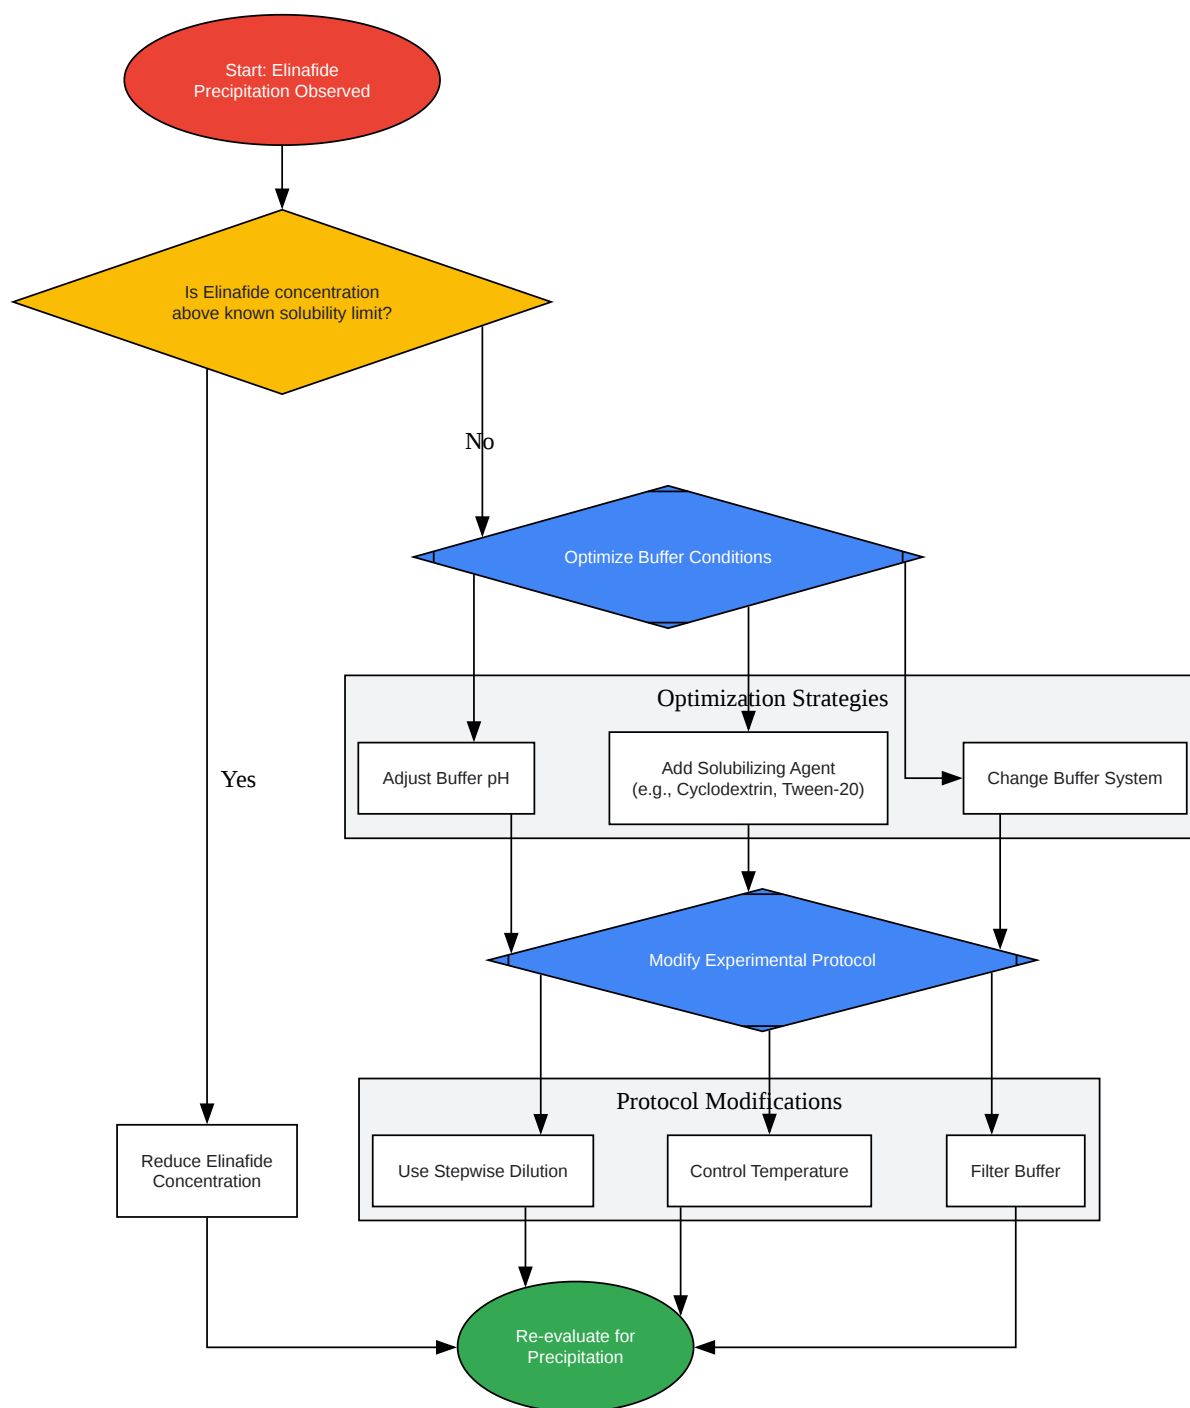 Start: Elinafide
Precipitation Observed
Is Elinafide concentration
above known solubility limit?
No
Optimize Buffer Conditions
Optimization Strategies
Yes
Adjust Buffer pH
Add Solubilizing Agent
(e.g., Cyclodextrin, Tween-20)
Change Buffer System
Modify Experimental Protocol
Protocol Modifications
Reduce Elinafide
Concentration
Use Stepwise Dilution
Control Temperature
Filter Buffer
Re-evaluate for
Precipitation